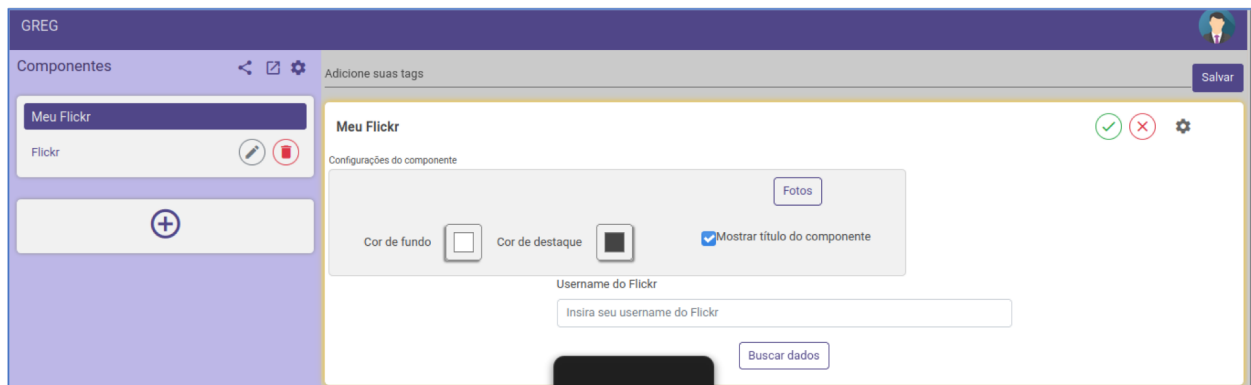 GREG
Componentes
Adicione suas tags
Salvar
Meu Flickr
Flickr
Meu Flickr
Configurações do componente
Fotos
Cor de fundo
Cor de destaque
Mostrar título do componente
Username do Flickr
Insira seu username do Flickr
Buscar dados